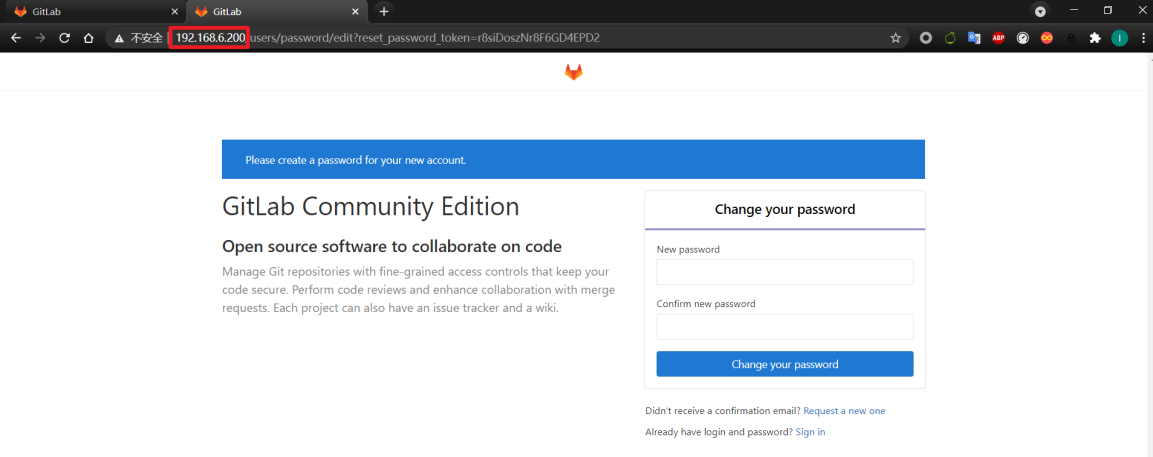 GitLab
GitLab
不安全 192.168.6.200/users/password/edit?reset_password_token=r8siDoszNr8F6GD4EPD2
ABP
I
Please create a password for your new account.
GitLab Community Edition
Open source software to collaborate on code
Manage Git repositories with fine-grained access controls that keep your
code secure. Perform code reviews and enhance collaboration with merge
requests. Each project can also have an issue tracker and a wiki.
Change your password
New password
Confirm new password
Change your password
Didn't receive a confirmation email? Request a new one
Already have login and password? Sign in